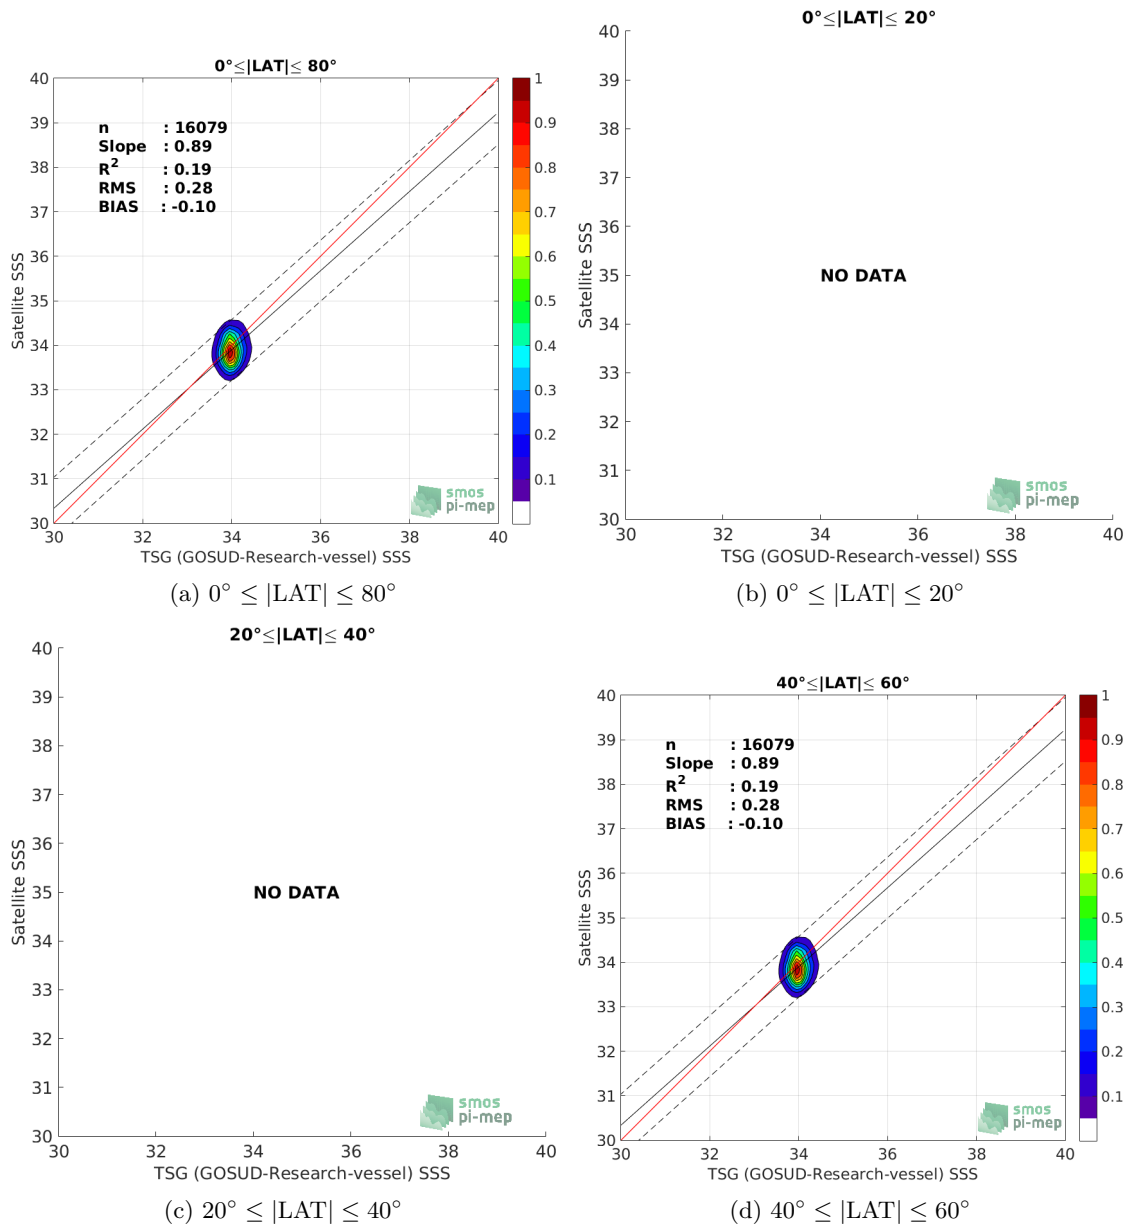 0°≤|LAT|≤ 80°
40
39
38
37
36
35
34
33
32
31
30
Satellite SSS
n : 16079
Slope : 0.89
R² : 0.19
RMS : 0.28
BIAS : -0.10
smos
pi-mep
30 32 34 36 38 40
TSG (GOSUD-Research-vessel) SSS
1
0.9
0.8
0.7
0.6
0.5
0.4
0.3
0.2
0.1
(a) 0° ≤ |LAT| ≤ 80°
0°≤|LAT|≤ 20°
40
39
38
37
36
35
34
33
32
31
30
Satellite SSS
NO DATA
smos
pi-mep
30 32 34 36 38 40
TSG (GOSUD-Research-vessel) SSS
(b) 0° ≤ |LAT| ≤ 20°
20°≤|LAT|≤ 40°
40
39
38
37
36
35
34
33
32
31
30
Satellite SSS
NO DATA
smos
pi-mep
30 32 34 36 38 40
TSG (GOSUD-Research-vessel) SSS
(c) 20° ≤ |LAT| ≤ 40°
40°≤|LAT|≤ 60°
40
39
38
37
36
35
34
33
32
31
30
Satellite SSS
n : 16079
Slope : 0.89
R² : 0.19
RMS : 0.28
BIAS : -0.10
smos
pi-mep
30 32 34 36 38 40
TSG (GOSUD-Research-vessel) SSS
1
0.9
0.8
0.7
0.6
0.5
0.4
0.3
0.2
0.1
(d) 40° ≤ |LAT| ≤ 60°